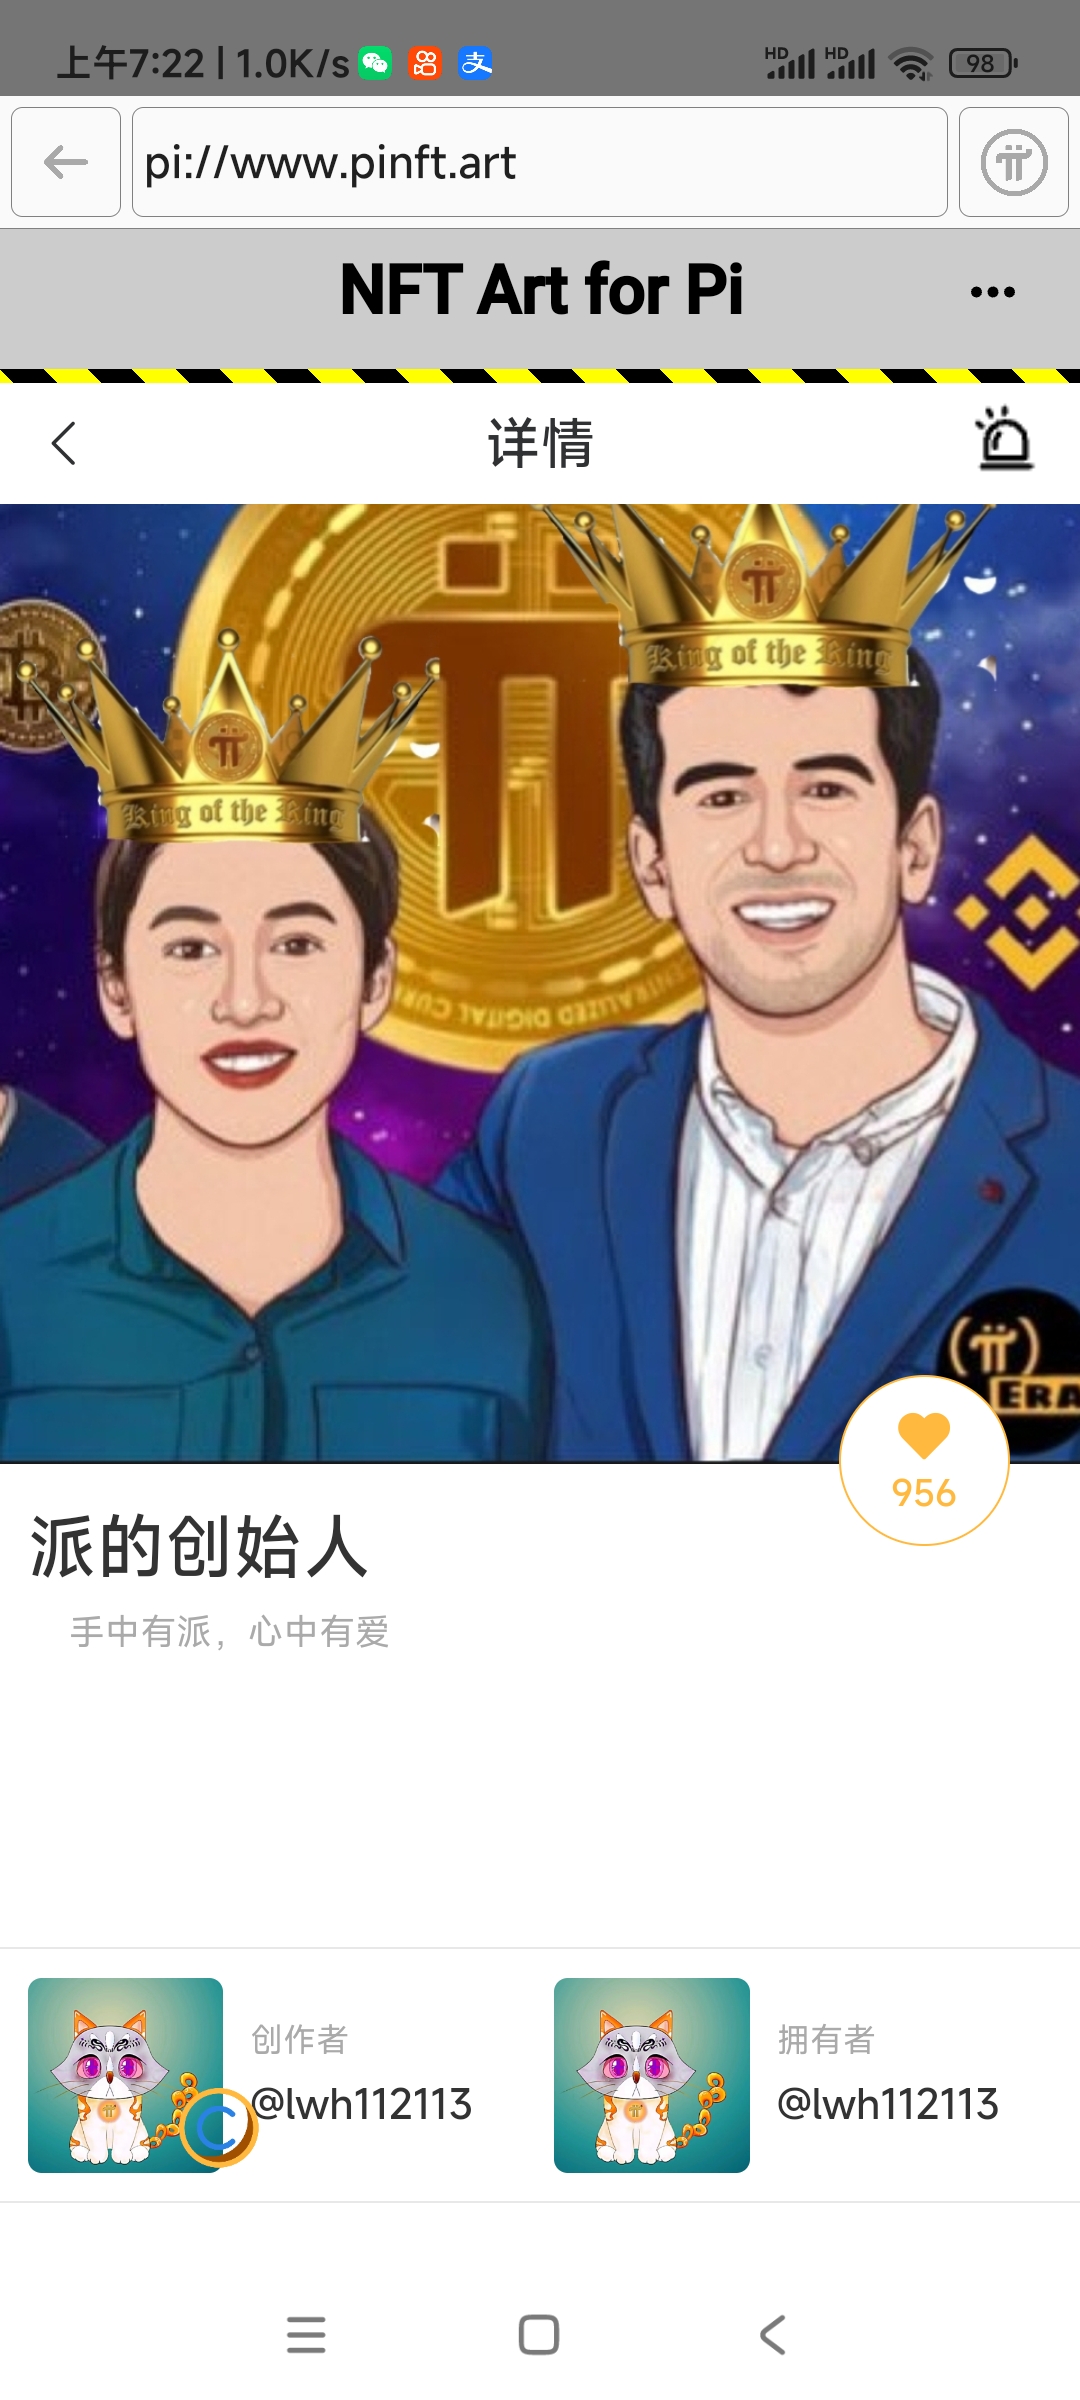 上午7:22 | 1.0K/s
HD HD 98
pi://www.pinft.art
NFT Art for Pi
详情
King of the King
King of the King
ERA
956
派的创始人
手中有派，心中有爱
创作者
@lwh112113
拥有者
@lwh112113